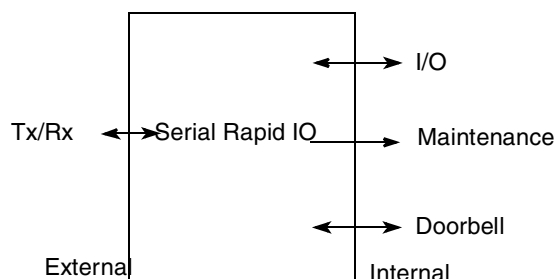 I/O
Tx/Rx
Serial Rapid IO
Maintenance
Doorbell
External
Internal